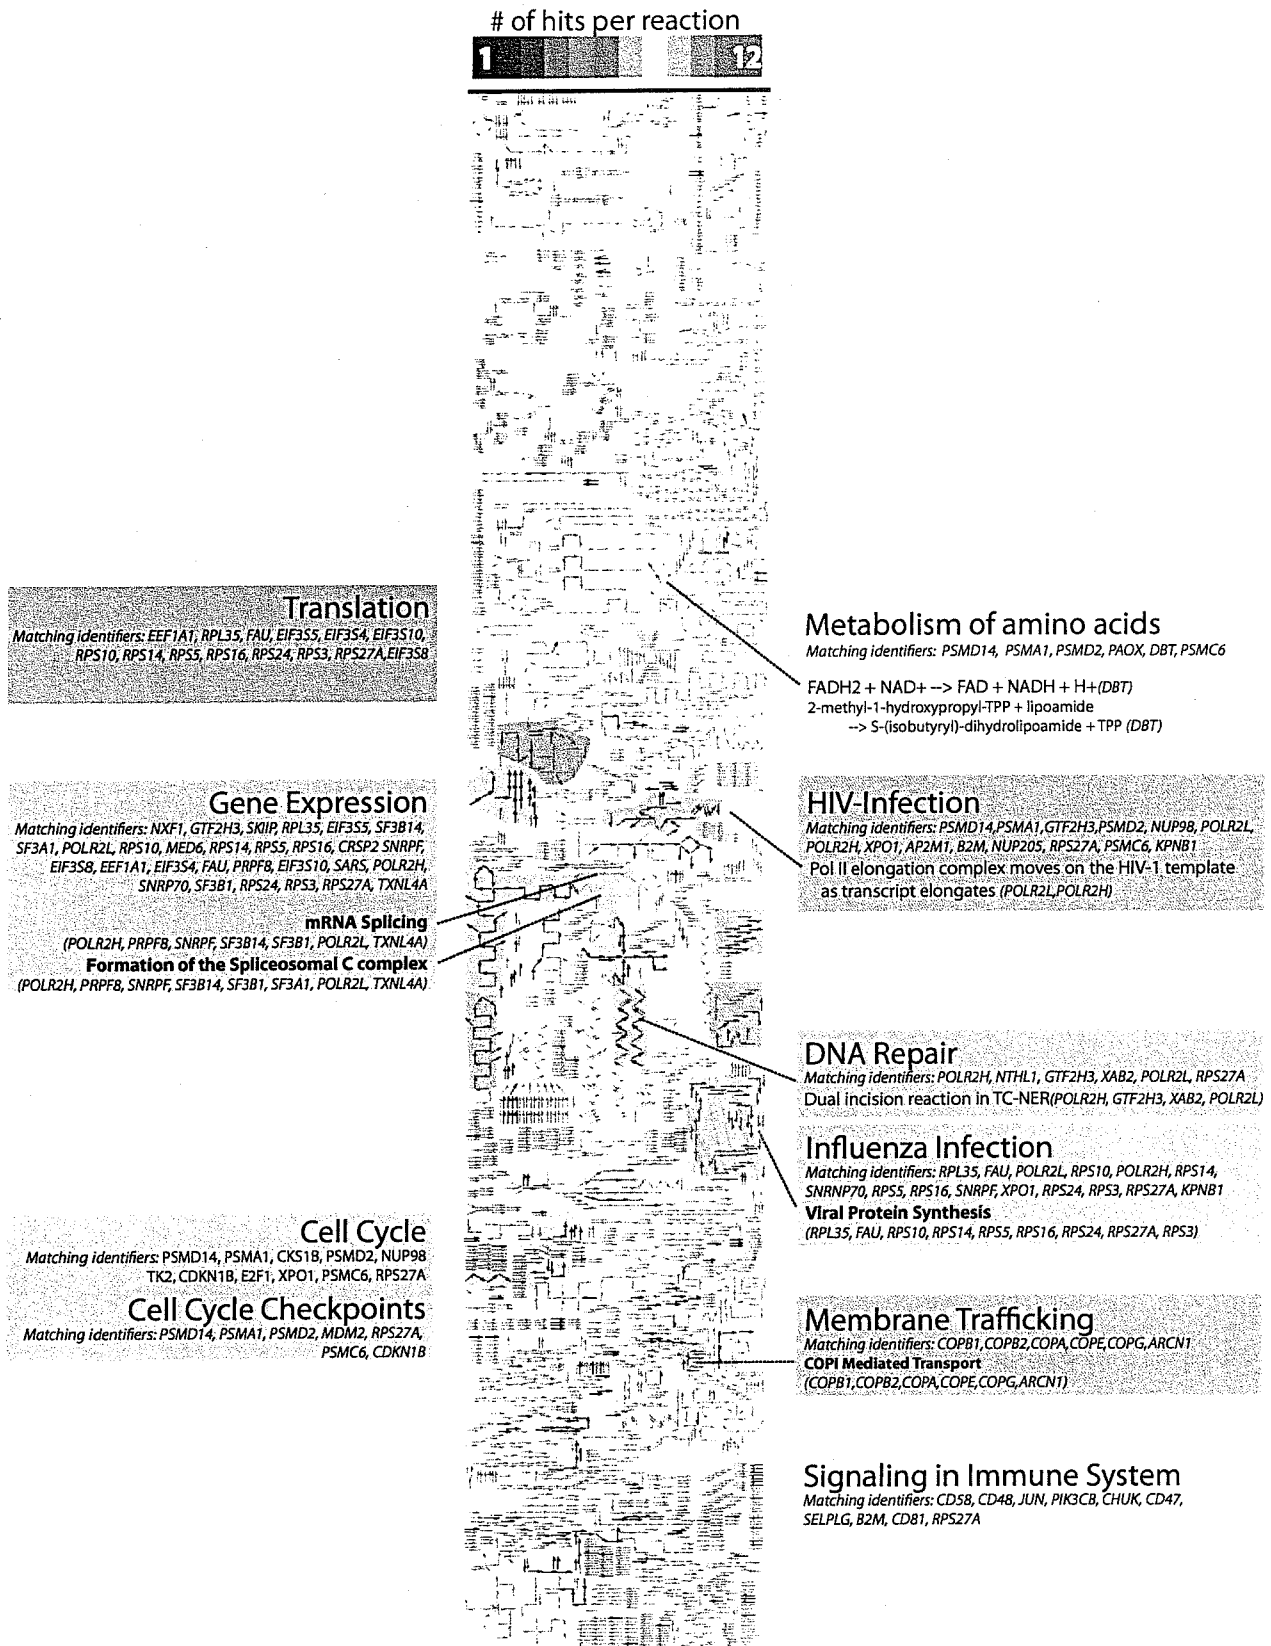 # of hits per reaction
1 12
Translation
Matching identifiers: EEF1A1, RPL35, FAU, EIF3S5, EIF3S4, EIF3S10,
RPS10, RPS14, RPS5, RPS16, RPS24, RPS3, RPS27A,EIF3S8
Gene Expression
Matching identifiers: NXF1, GTF2H3, SKIIP, RPL35, EIF3S5, SF3B14,
SF3A1, POLR2L, RPS10, MED6, RPS14, RPS5, RPS16, CRSP2 SNRPF,
EIF3S8, EEF1A1, EIF3S4, FAU, PRPF8, EIF3S10, SARS, POLR2H,
SNRP70, SF3B1, RPS24, RPS3, RPS27A, TXNL4A
mRNA Splicing
(POLR2H, PRPF8, SNRPF, SF3B14, SF3B1, POLR2L, TXNL4A)
Formation of the Spliceosomal C complex
(POLR2H, PRPF8, SNRPF, SF3B14, SF3B1, SF3A1, POLR2L, TXNL4A)
Cell Cycle
Matching identifiers: PSMD14, PSMA1, CKS1B, PSMD2, NUP98
TK2, CDKN1B, E2F1, XPO1, PSMC6, RPS27A
Cell Cycle Checkpoints
Matching identifiers: PSMD14, PSMA1, PSMD2, MDM2, RPS27A,
PSMC6, CDKN1B
Metabolism of amino acids
Matching identifiers: PSMD14, PSMA1, PSMD2, PAOX, DBT, PSMC6
FADH2 + NAD+ --> FAD + NADH + H+(DBT)
2-methyl-1-hydroxypropyl-TPP + lipoamide
--> S-(isobutyryl)-dihydrolipoamide + TPP (DBT)
HIV-Infection
Matching identifiers: PSMD14,PSMA1,GTF2H3,PSMD2, NUP98, POLR2L,
POLR2H, XPO1, AP2M1, B2M, NUP205, RPS27A, PSMC6, KPNB1
Pol II elongation complex moves on the HIV-1 template
as transcript elongates (POLR2L,POLR2H)
DNA Repair
Matching identifiers: POLR2H, NTHL1, GTF2H3, XAB2, POLR2L, RPS27A
Dual incision reaction in TC-NER(POLR2H, GTF2H3, XAB2, POLR2L)
Influenza Infection
Matching identifiers: RPL35, FAU, POLR2L, RPS10, POLR2H, RPS14,
SNRNP70, RPS5, RPS16, SNRPF, XPO1, RPS24, RPS3, RPS27A, KPNB1
Viral Protein Synthesis
(RPL35, FAU, RPS10, RPS14, RPS5, RPS16, RPS24, RPS27A, RPS3)
Membrane Trafficking
Matching identifiers: COPB1,COPB2,COPA,COPE,COPG,ARCN1
COPI Mediated Transport
(COPB1,COPB2,COPA,COPE,COPG,ARCN1)
Signaling in Immune System
Matching identifiers: CD58, CD48, JUN, PIK3CB, CHUK, CD47,
SELPLG, B2M, CD81, RPS27A